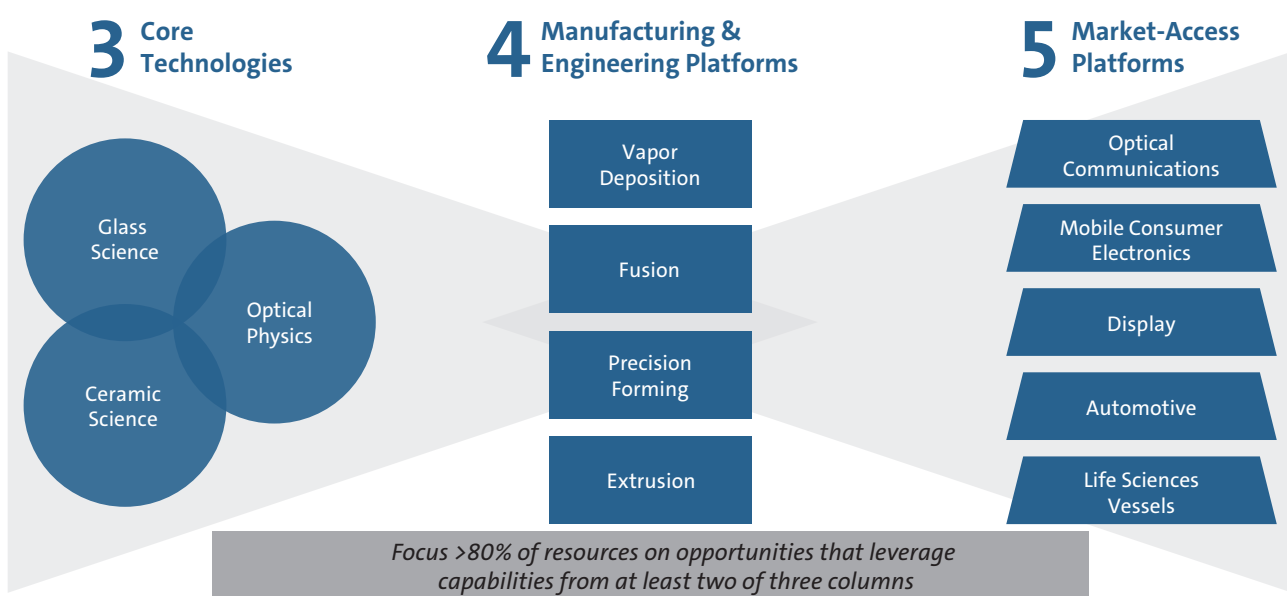 3 Core
Technologies
4 Manufacturing &
Engineering Platforms
5 Market-Access
Platforms
Glass
Science
Optical
Physics
Ceramic
Science
Vapor
Deposition
Fusion
Precision
Forming
Extrusion
Optical
Communications
Mobile Consumer
Electronics
Display
Automotive
Life Sciences
Vessels
Focus >80% of resources on opportunities that leverage
capabilities from at least two of three columns